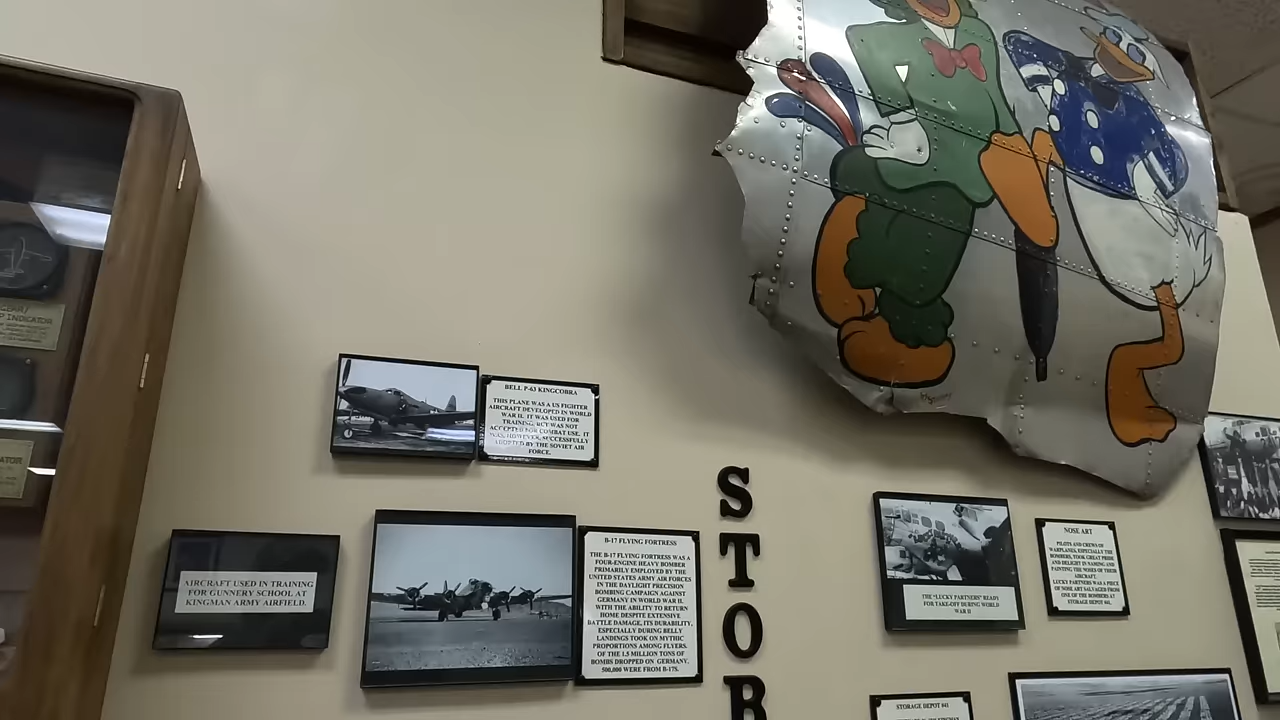 INDICATOR
BELL P-63 KINGCOBRA
THIS PLANE WAS A US FIGHTER
AIRCRAFT DEVELOPED IN WORLD
WAR II. IT WAS USED FOR
TRAINING, BUT WAS NOT
ACCEPTED FOR COMBAT USE. IT
WAS, HOWEVER, SUCCESSFULLY
ADOPTED BY THE SOVIET AIR
FORCE.
AIRCRAFT USED IN TRAINING
FOR GUNNERY SCHOOL AT
KINGMAN ARMY AIRFIELD.
B-17 FLYING FORTRESS
THE B-17 FLYING FORTRESS WAS A
FOUR-ENGINE HEAVY BOMBER
PRIMARILY EMPLOYED BY THE
UNITED STATES ARMY AIR FORCES
IN THE DAYLIGHT PRECISION
BOMBING CAMPAIGN AGAINST
GERMANY IN WORLD WAR II.
WITH THE ABILITY TO RETURN
HOME DESPITE EXTENSIVE
BATTLE DAMAGE, ITS DURABILITY,
ESPECIALLY DURING BELLY
LANDINGS TOOK ON MYTHIC
PROPORTIONS AMONG FLYERS.
OF THE 1.5 MILLION TONS OF
BOMBS DROPPED ON GERMANY,
500,000 WERE FROM B-17S.
S
T
O
R
THE "LUCKY PARTNERS" READY
FOR TAKE-OFF DURING WORLD
WAR II
NOSE ART
PILOTS AND CREWS OF
WARPLANES, ESPECIALLY THE
BOMBERS, TOOK GREAT PRIDE
AND DELIGHT IN NAMING AND
PAINTING THE NOSES OF THEIR
AIRCRAFT.
LUCKY PARTNERS WAS A PIECE
OF NOSE ART SALVAGED FROM
ONE OF THE BOMBERS AT
STORAGE DEPOT 41.
STORAGE DEPOT #41